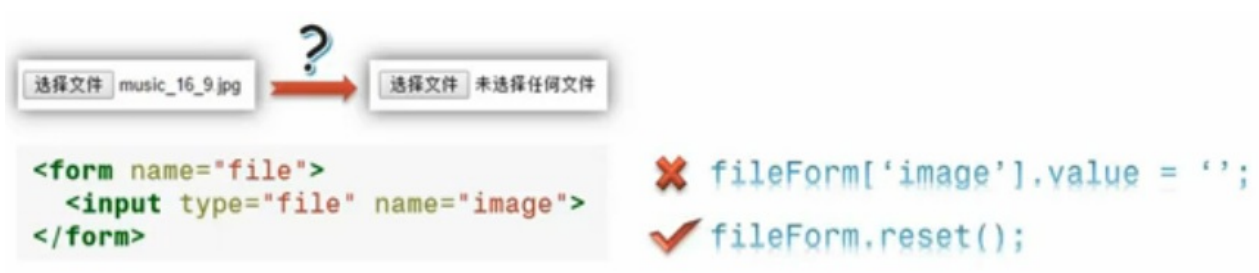 ?
选择文件 music_16_9.jpg
选择文件 未选择任何文件
<form name="file">
<input type="file" name="image">
</form>
fileForm[‘image’].value = ‘’;
fileForm.reset();